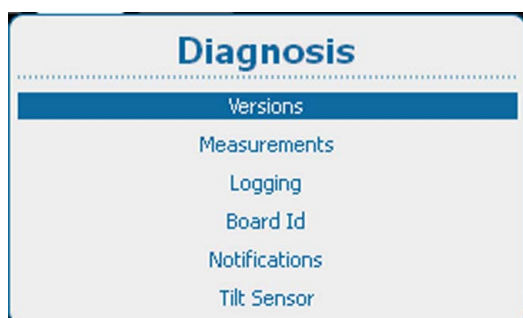 Diagnosis
Versions
Measurements
Logging
Board Id
Notifications
Tilt Sensor